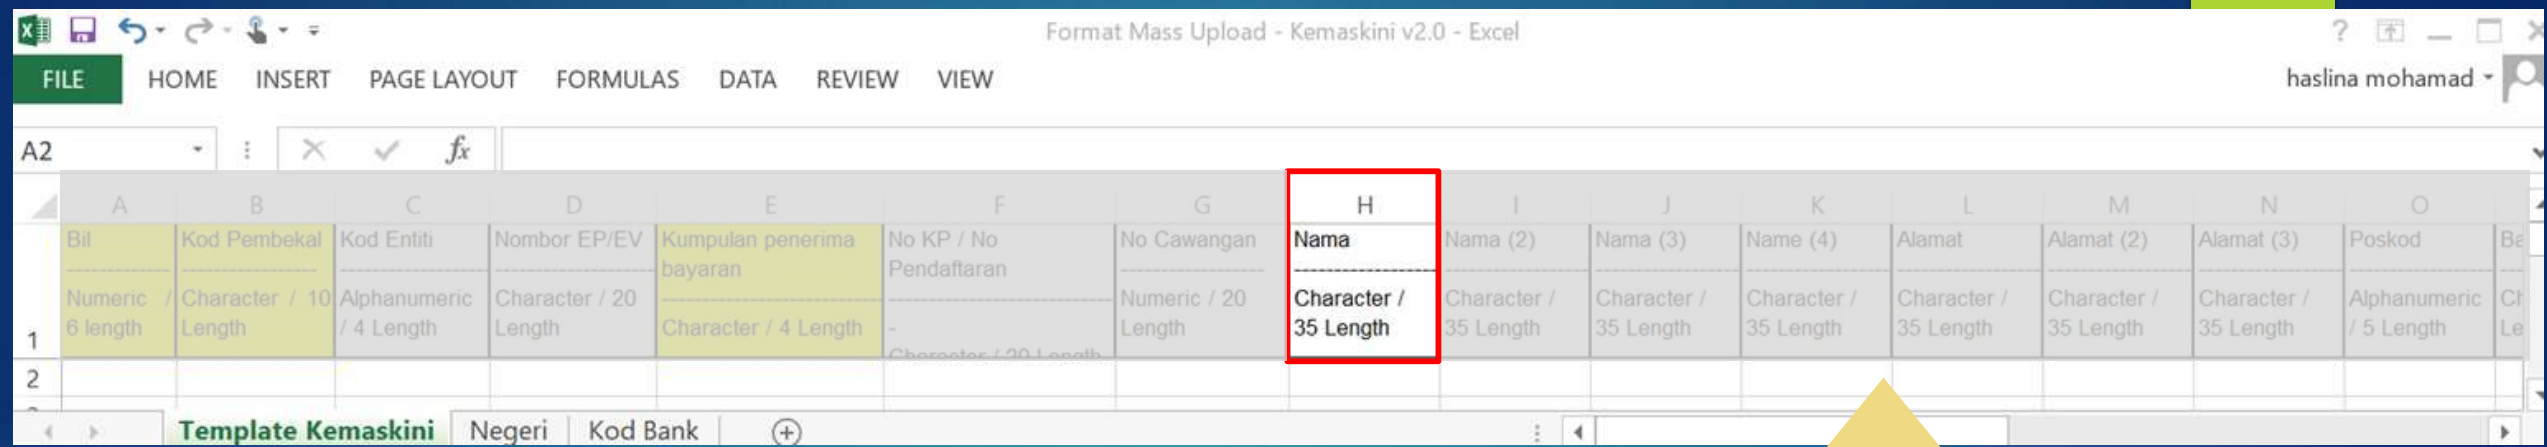 Format Mass Upload - Kemaskini v2.0 - Excel
?
FILE HOME INSERT PAGE LAYOUT FORMULAS DATA REVIEW VIEW
haslina mohamad
A2
fx
A B C D E F G H I J K L M N O
1
Bil
Numeric /
6 length
Kod Pembekal
Character / 10
Length
Kod Entiti
Alphanumeric
/ 4 Length
Nombor EP/EV
Character / 20
Length
Kumpulan penerima
bayaran
Character / 4 Length
No KP / No
Pendaftaran
-
Character / 20 Length
No Cawangan
Numeric / 20
Length
Nama
Character /
35 Length
Nama (2)
Character /
35 Length
Nama (3)
Character /
35 Length
Name (4)
Character /
35 Length
Alamat
Character /
35 Length
Alamat (2)
Character /
35 Length
Alamat (3)
Character /
35 Length
Poskod
Alphanumeric
/ 5 Length
2
Template Kemaskini Negeri Kod Bank